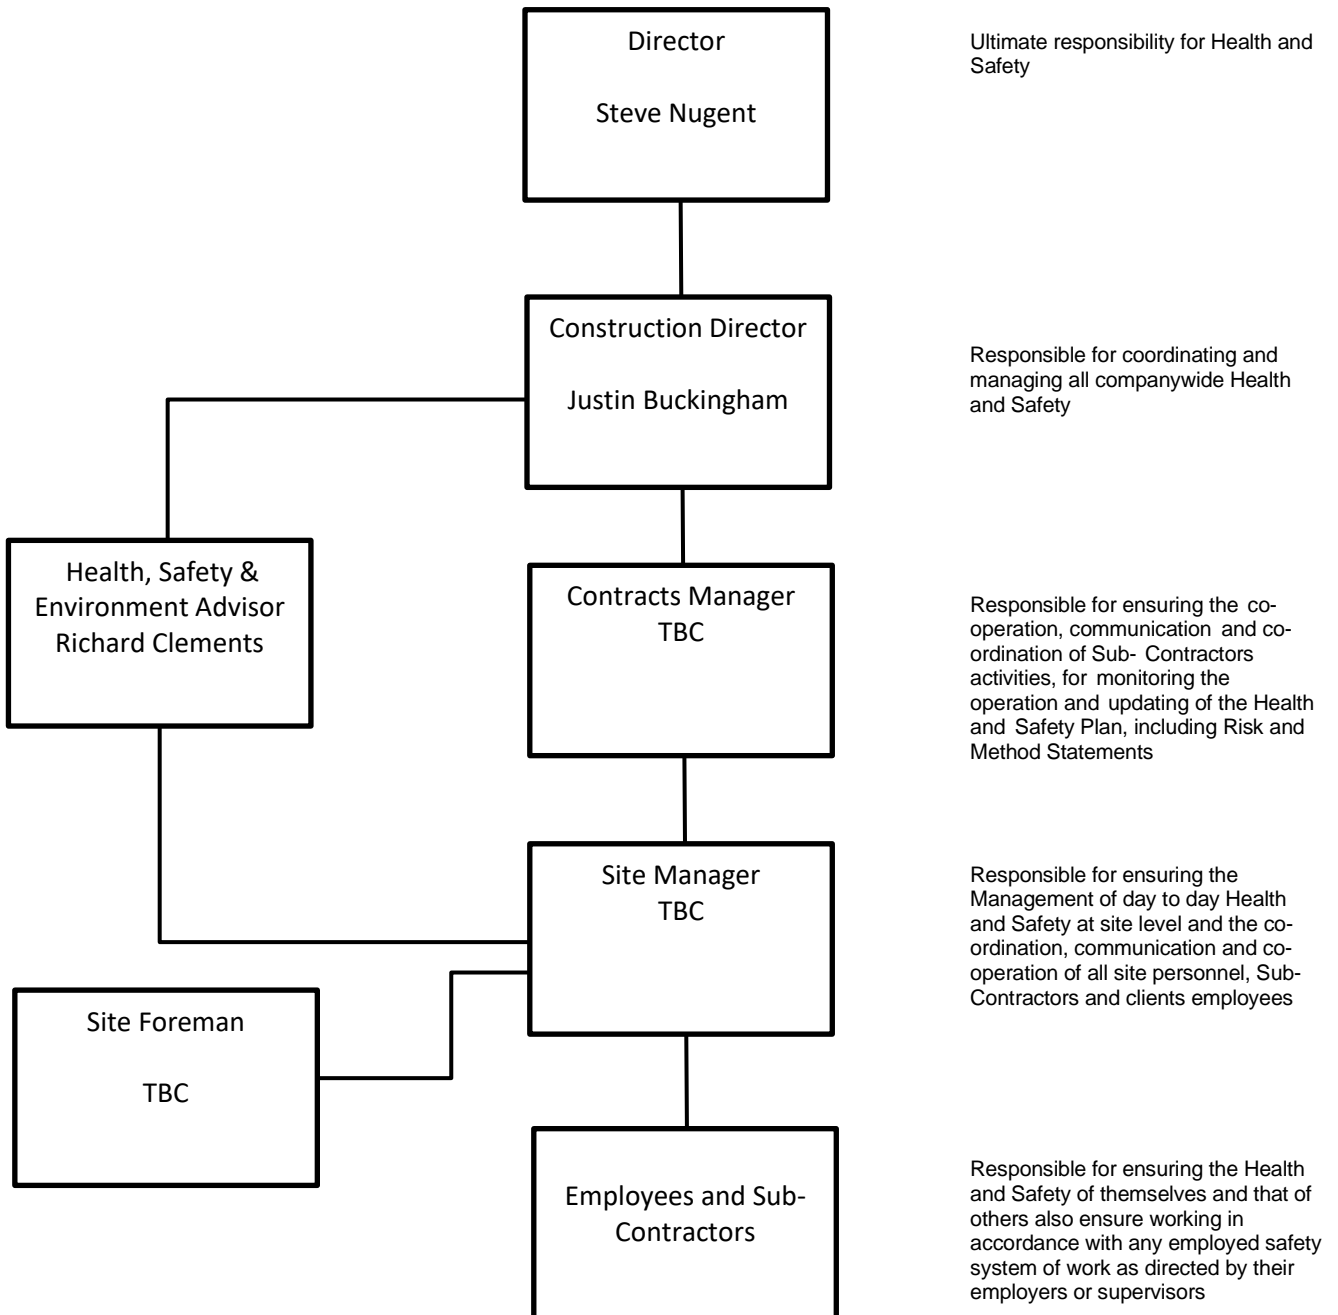 Director
Steve Nugent
Ultimate responsibility for Health and
Safety
Construction Director
Justin Buckingham
Responsible for coordinating and
managing all companywide Health
and Safety
Health, Safety &
Environment Advisor
Richard Clements
Contracts Manager
TBC
Responsible for ensuring the co-
operation, communication and co-
ordination of Sub- Contractors
activities, for monitoring the
operation and updating of the Health
and Safety Plan, including Risk and
Method Statements
Site Manager
TBC
Responsible for ensuring the
Management of day to day Health
and Safety at site level and the co-
ordination, communication and co-
operation of all site personnel, Sub-
Contractors and clients employees
Site Foreman
TBC
Employees and Sub-
Contractors
Responsible for ensuring the Health
and Safety of themselves and that of
others also ensure working in
accordance with any employed safety
system of work as directed by their
employers or supervisors